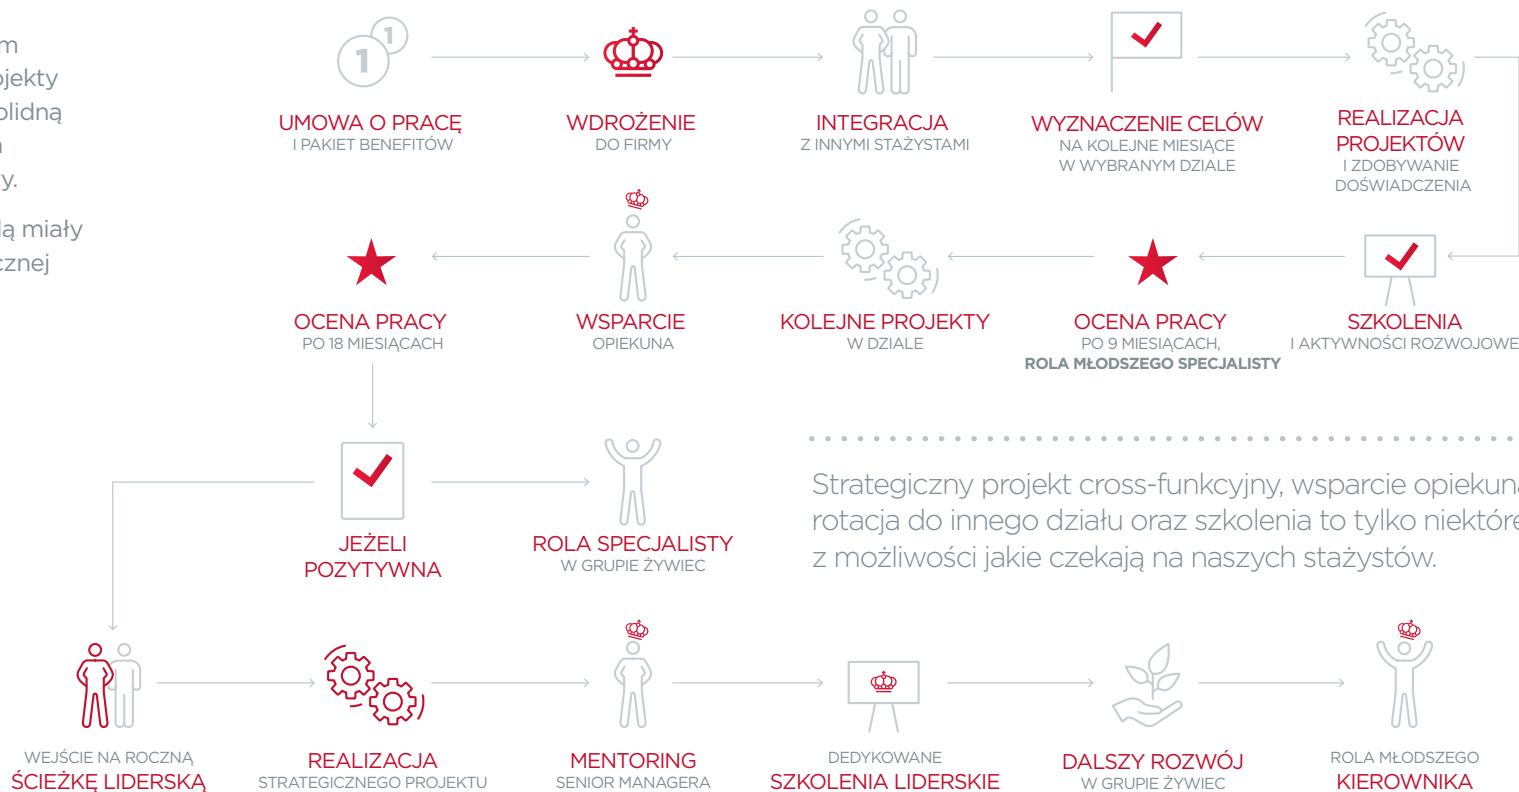 UMOWA O PRACĘ
I PAKIET BENEFITÓW
WDROŻENIE
DO FIRMY
INTEGRACJA
Z INNYMI STAŻYSTAMI
WYZNACZENIE CELÓW
NA KOLEJNE MIESIĄCE
W WYBRANYM DZIALE
REALIZACJA
PROJEKTÓW
I ZDOBYWANIE
DOŚWIADCZENIA
miały
OCENA PRACY
PO 18 MIESIĄCACH
WSPARCIE
OPIEKUNA
KOLEJNE PROJEKTY
W DZIALE
OCENA PRACY
PO 9 MIESIĄCACH,
ROLA MŁODSZEGO SPECJALISTY
SZKOLENIA
I AKTYWNOŚCI ROZWOJOWE
1
1
JEŻELI
POZYTYWNA
ROLA SPECJALISTY
W GRUPIE ŻYWIEC
Strategiczny projekt cross-funkcyjny, wsparcie opiekuna
rotacja do innego działu oraz szkolenia to tylko niektóre
z możliwości jakie czekają na naszych stażystów.
WEJŚCIE NA ROCZNĄ
ŚCIEŻKĘ LIDERSKĄ
REALIZACJA
STRATEGICZNEGO PROJEKTU
MENTORING
SENIOR MANAGERA
DEDYKOWANE
SZKOLENIA LIDERSKIE
DALSZY ROZWÓJ
W GRUPIE ŻYWIEC
ROLA MŁODSZEGO
KIEROWNIKA